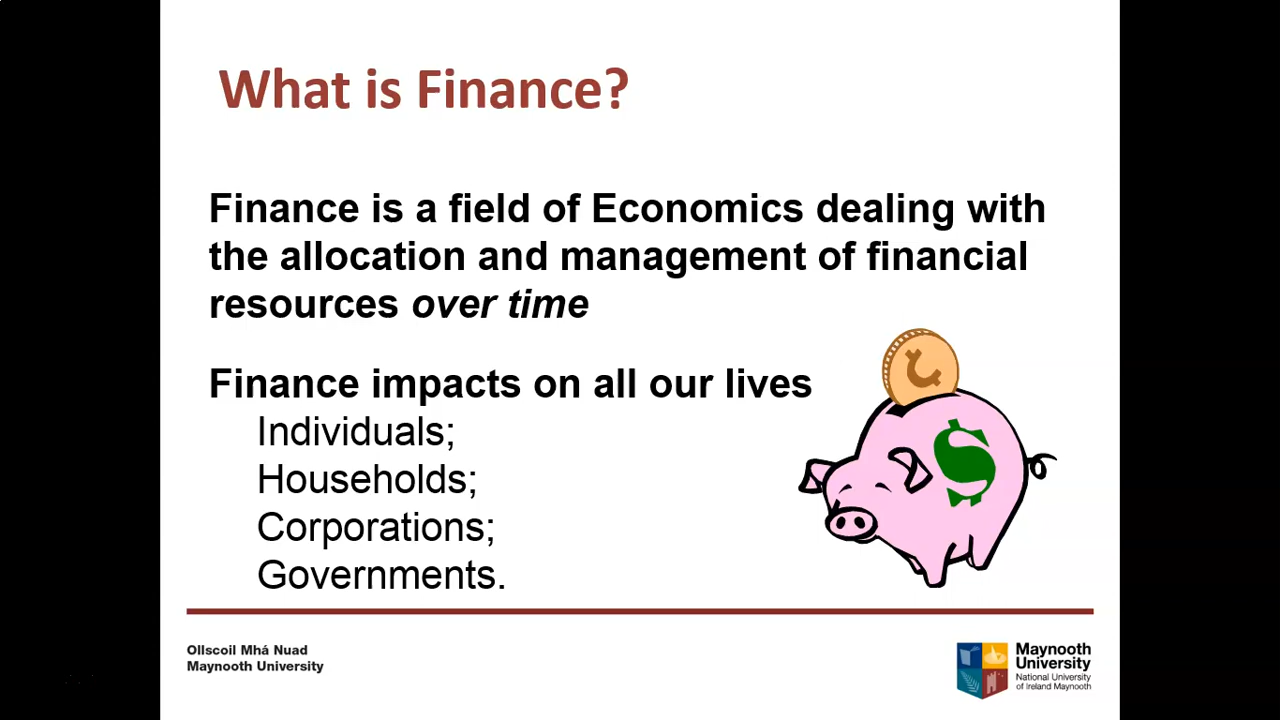 What is Finance?
Finance is a field of Economics dealing with
the allocation and management of financial
resources over time
Finance impacts on all our lives
Individuals;
Households;
Corporations;
Governments.
$
Ollscoil Mhá Nuad
Maynooth University
Maynooth
University
National University
of Ireland Maynooth